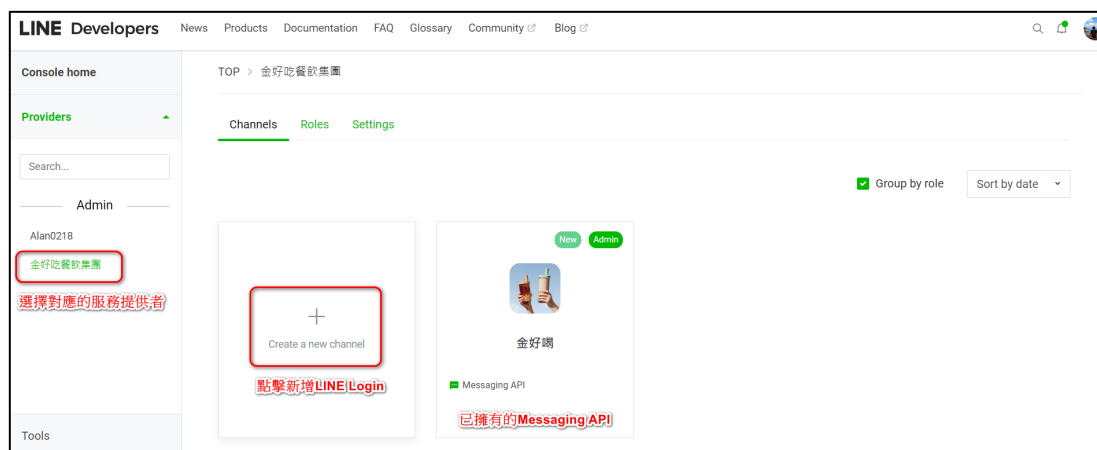 LINE Developers News Products Documentation FAQ Glossary Community Blog
Console home
TOP > 金好吃餐飲集團
Providers
Channels Roles Settings
Search...
Group by role Sort by date
Admin
Alan0218
金好吃餐飲集團
選擇對應的服務提供者
Create a new channel
點擊新增LINE Login
New Admin
金好喝
Messaging API
已擁有的Messaging API
Tools